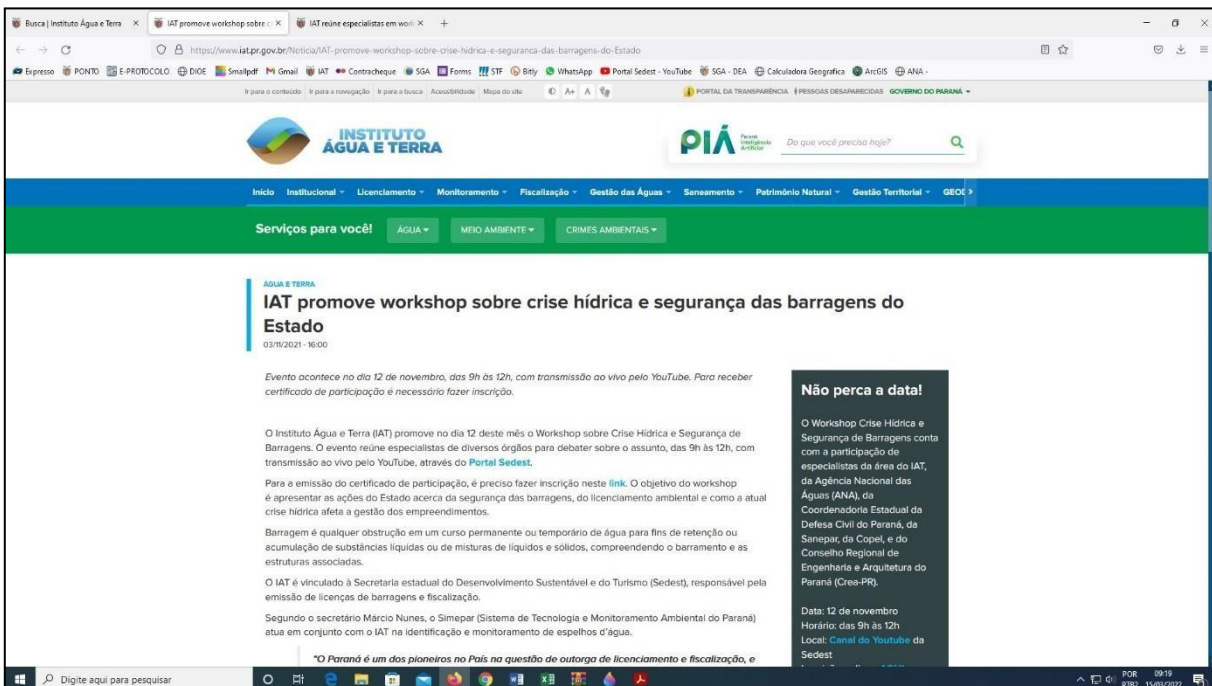 Busca | Instituto Água e Terra
IAT promove workshop sobre c
IAT reúne especialistas em work
https://www.iat.pr.gov.br/Noticia/IAT-promove-workshop-sobre-crise-hidrica-e-seguranca-das-barragens-do-Estado
Expresso PONTO E-PROTOCOLO DIOE Smallpdf Gmail IAT Contracheque SGA Forms STF Bitly WhatsApp Portal Sedest - YouTube SGA - DEA Calculadora Geografica ArcGIS ANA -
Ir para o conteúdo Ir para a navegação Ir para a busca Acessibilidade Mapa do site A+ A PORTAL DA TRANSPARÊNCIA PESSOAS DESAPARECIDAS GOVERNO DO PARANÁ
INSTITUTO
ÁGUA E TERRA
PIÁ Paraná Inteligência Artificial
Do que você precisa hoje?
Início Institucional Licenciamento Monitoramento Fiscalização Gestão das Águas Saneamento Patrimônio Natural Gestão Territorial GEOE
Serviços para você! ÁGUA MEIO AMBIENTE CRIMES AMBIENTAIS
ÁGUA E TERRA
IAT promove workshop sobre crise hídrica e segurança das barragens do
Estado
03/11/2021 - 16:00
Evento acontece no dia 12 de novembro, das 9h às 12h, com transmissão ao vivo pelo YouTube. Para receber
certificado de participação é necessário fazer inscrição.
O Instituto Água e Terra (IAT) promove no dia 12 deste mês o Workshop sobre Crise Hídrica e Segurança de
Barragens. O evento reúne especialistas de diversos órgãos para debater sobre o assunto, das 9h às 12h, com
transmissão ao vivo pelo YouTube, através do Portal Sedest.
Para a emissão do certificado de participação, é preciso fazer inscrição neste link. O objetivo do workshop
é apresentar as ações do Estado acerca da segurança das barragens, do licenciamento ambiental e como a atual
crise hídrica afeta a gestão dos empreendimentos.
Barragem é qualquer obstrução em um curso permanente ou temporário de água para fins de retenção ou
acumulação de substâncias líquidas ou de misturas de líquidos e sólidos, compreendendo o barramento e as
estruturas associadas.
O IAT é vinculado à Secretaria estadual do Desenvolvimento Sustentável e do Turismo (Sedest), responsável pela
emissão de licenças de barragens e fiscalização.
Segundo o secretário Márcio Nunes, o Simepar (Sistema de Tecnologia e Monitoramento Ambiental do Paraná)
atua em conjunto com o IAT na identificação e monitoramento de espelhos d'água.
"O Paraná é um dos pioneiros no País na questão de outorga de licenciamento e fiscalização, e
Não perca a data!
O Workshop Crise Hídrica e
Segurança de Barragens conta
com a participação de
especialistas da área do IAT,
da Agência Nacional das
Águas (ANA), da
Coordenadoria Estadual da
Defesa Civil do Paraná, da
Sanepar, da Copel, e do
Conselho Regional de
Engenharia e Arquitetura do
Paraná (Crea-PR).
Data: 12 de novembro
Horário: das 9h às 12h
Local: Canal do Youtube da
Sedest
Digite aqui para pesquisar
POR 09:19
PTB2 15/03/2022